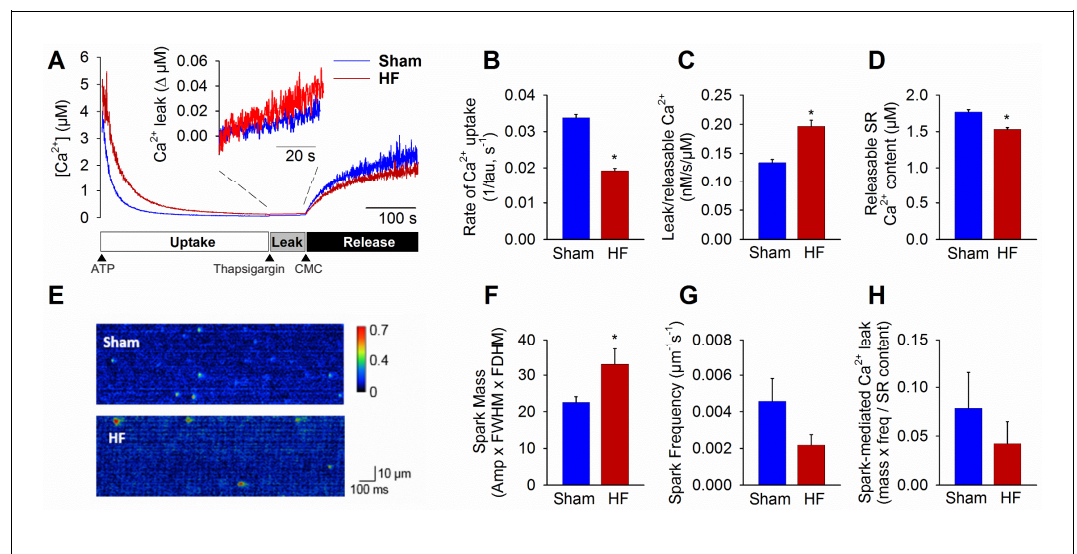 A
[Ca2+] (µM)
6
5
4
3
2
1
0
Ca2+ leak (Δ µM)
0.06
0.04
0.02
0.00
20 s
Sham
HF
100 s
Uptake
Leak
Release
ATP
Thapsigargin
CMC
B
Rate of Ca2+ uptake
(1/tau, s-1)
0.04
0.03
0.02
0.01
0.00
*
Sham HF
C
Leak/releasable Ca2+
(nM/s/µM)
0.25
0.20
0.15
0.10
0.05
0.00
*
Sham HF
D
Releasable SR
Ca2+ content (µM)
2.0
1.5
1.0
0.5
0.0
*
Sham HF
E
Sham
HF
0.7
0.4
0
10 µm
100 ms
F
Spark Mass
(Amp x FWHM x FDHM)
40
30
20
10
0
*
Sham HF
G
Spark Frequency (µm-1 s-1)
0.008
0.006
0.004
0.002
0.000
Sham HF
H
Spark-mediated Ca2+ leak
(mass x freq / SR content)
0.15
0.10
0.05
0.00
Sham HF